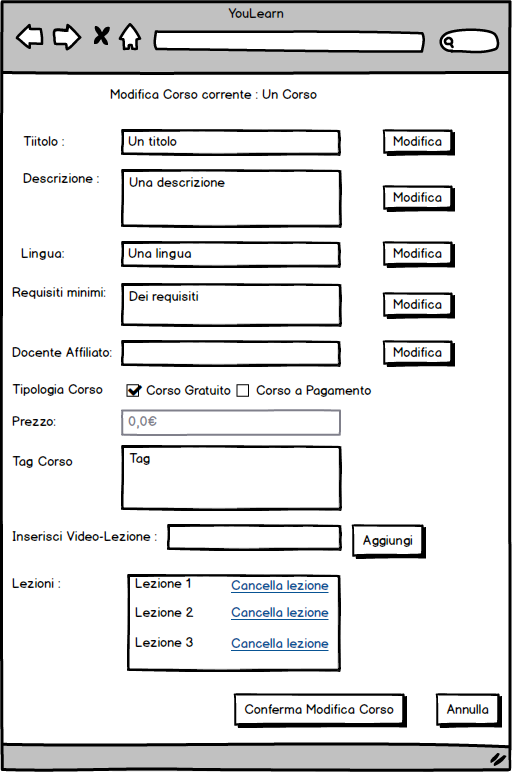 YouLearn
Modifica Corso corrente : Un Corso
Tiitolo : Un titolo Modifica
Descrizione : Una descrizione Modifica
Lingua: Una lingua Modifica
Requisiti minimi: Dei requisiti Modifica
Docente Affiliato: Modifica
Tipologia Corso Corso Gratuito Corso a Pagamento
Prezzo: 0,0€
Tag Corso Tag
Inserisci Video-Lezione : Aggiungi
Lezioni : Lezione 1 Cancella lezione
Lezione 2 Cancella lezione
Lezione 3 Cancella lezione
Conferma Modifica Corso Annulla